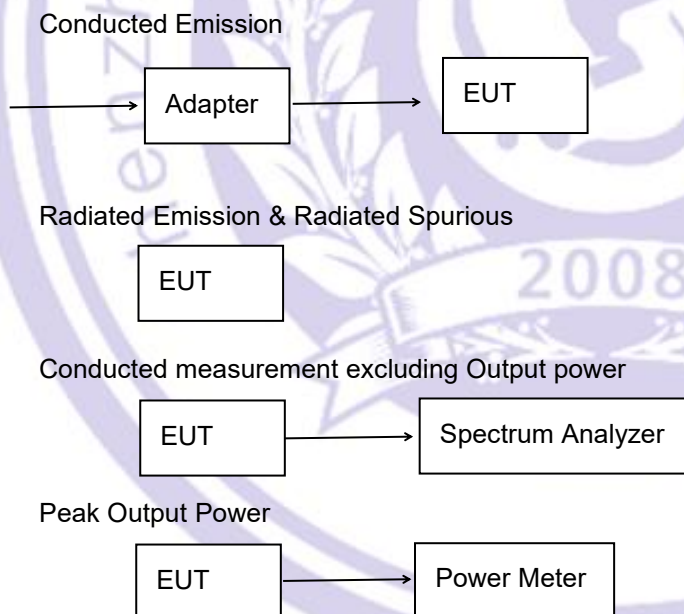 Conducted Emission
Adapter
EUT
Radiated Emission & Radiated Spurious
EUT
Conducted measurement excluding Output power
EUT
Spectrum Analyzer
Peak Output Power
EUT
Power Meter
2008